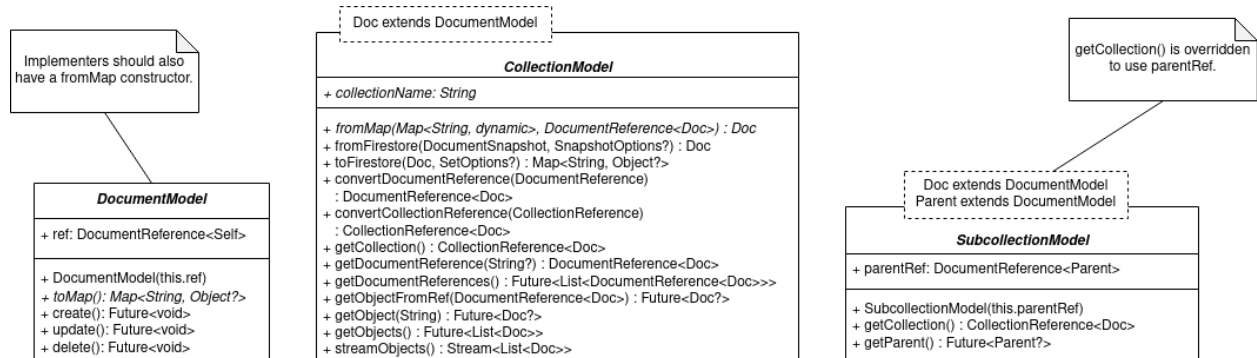 Implementers should also
have a fromMap constructor.
DocumentModel
+ ref: DocumentReference<Self>
+ DocumentModel(this.ref)
+ toMap(): Map<String, Object?>
+ create(): Future<void>
+ update(): Future<void>
+ delete(): Future<void>
Doc extends DocumentModel
CollectionModel
+ collectionName: String
+ fromMap(Map<String, dynamic>, DocumentReference<Doc>) : Doc
+ fromFirestore(DocumentSnapshot, SnapshotOptions?) : Doc
+ toFirestore(Doc, SetOptions?) : Map<String, Object?>
+ convertDocumentReference(DocumentReference)
: DocumentReference<Doc>
+ convertCollectionReference(CollectionReference)
: CollectionReference<Doc>
+ getCollection() : CollectionReference<Doc>
+ getDocumentReference(String?) : DocumentReference<Doc>
+ getDocumentReferences() : Future<List<DocumentReference<Doc>>>
+ getObjectFromRef(DocumentReference<Doc>) : Future<Doc?>
+ getObject(String) : Future<Doc?>
+ getObjects() : Future<List<Doc>>
+ streamObjects() : Stream<List<Doc>>
getCollection() is overridden
to use parentRef.
Doc extends DocumentModel
Parent extends DocumentModel
SubcollectionModel
+ parentRef: DocumentReference<Parent>
+ SubcollectionModel(this.parentRef)
+ getCollection() : CollectionReference<Doc>
+ getParent() : Future<Parent?>